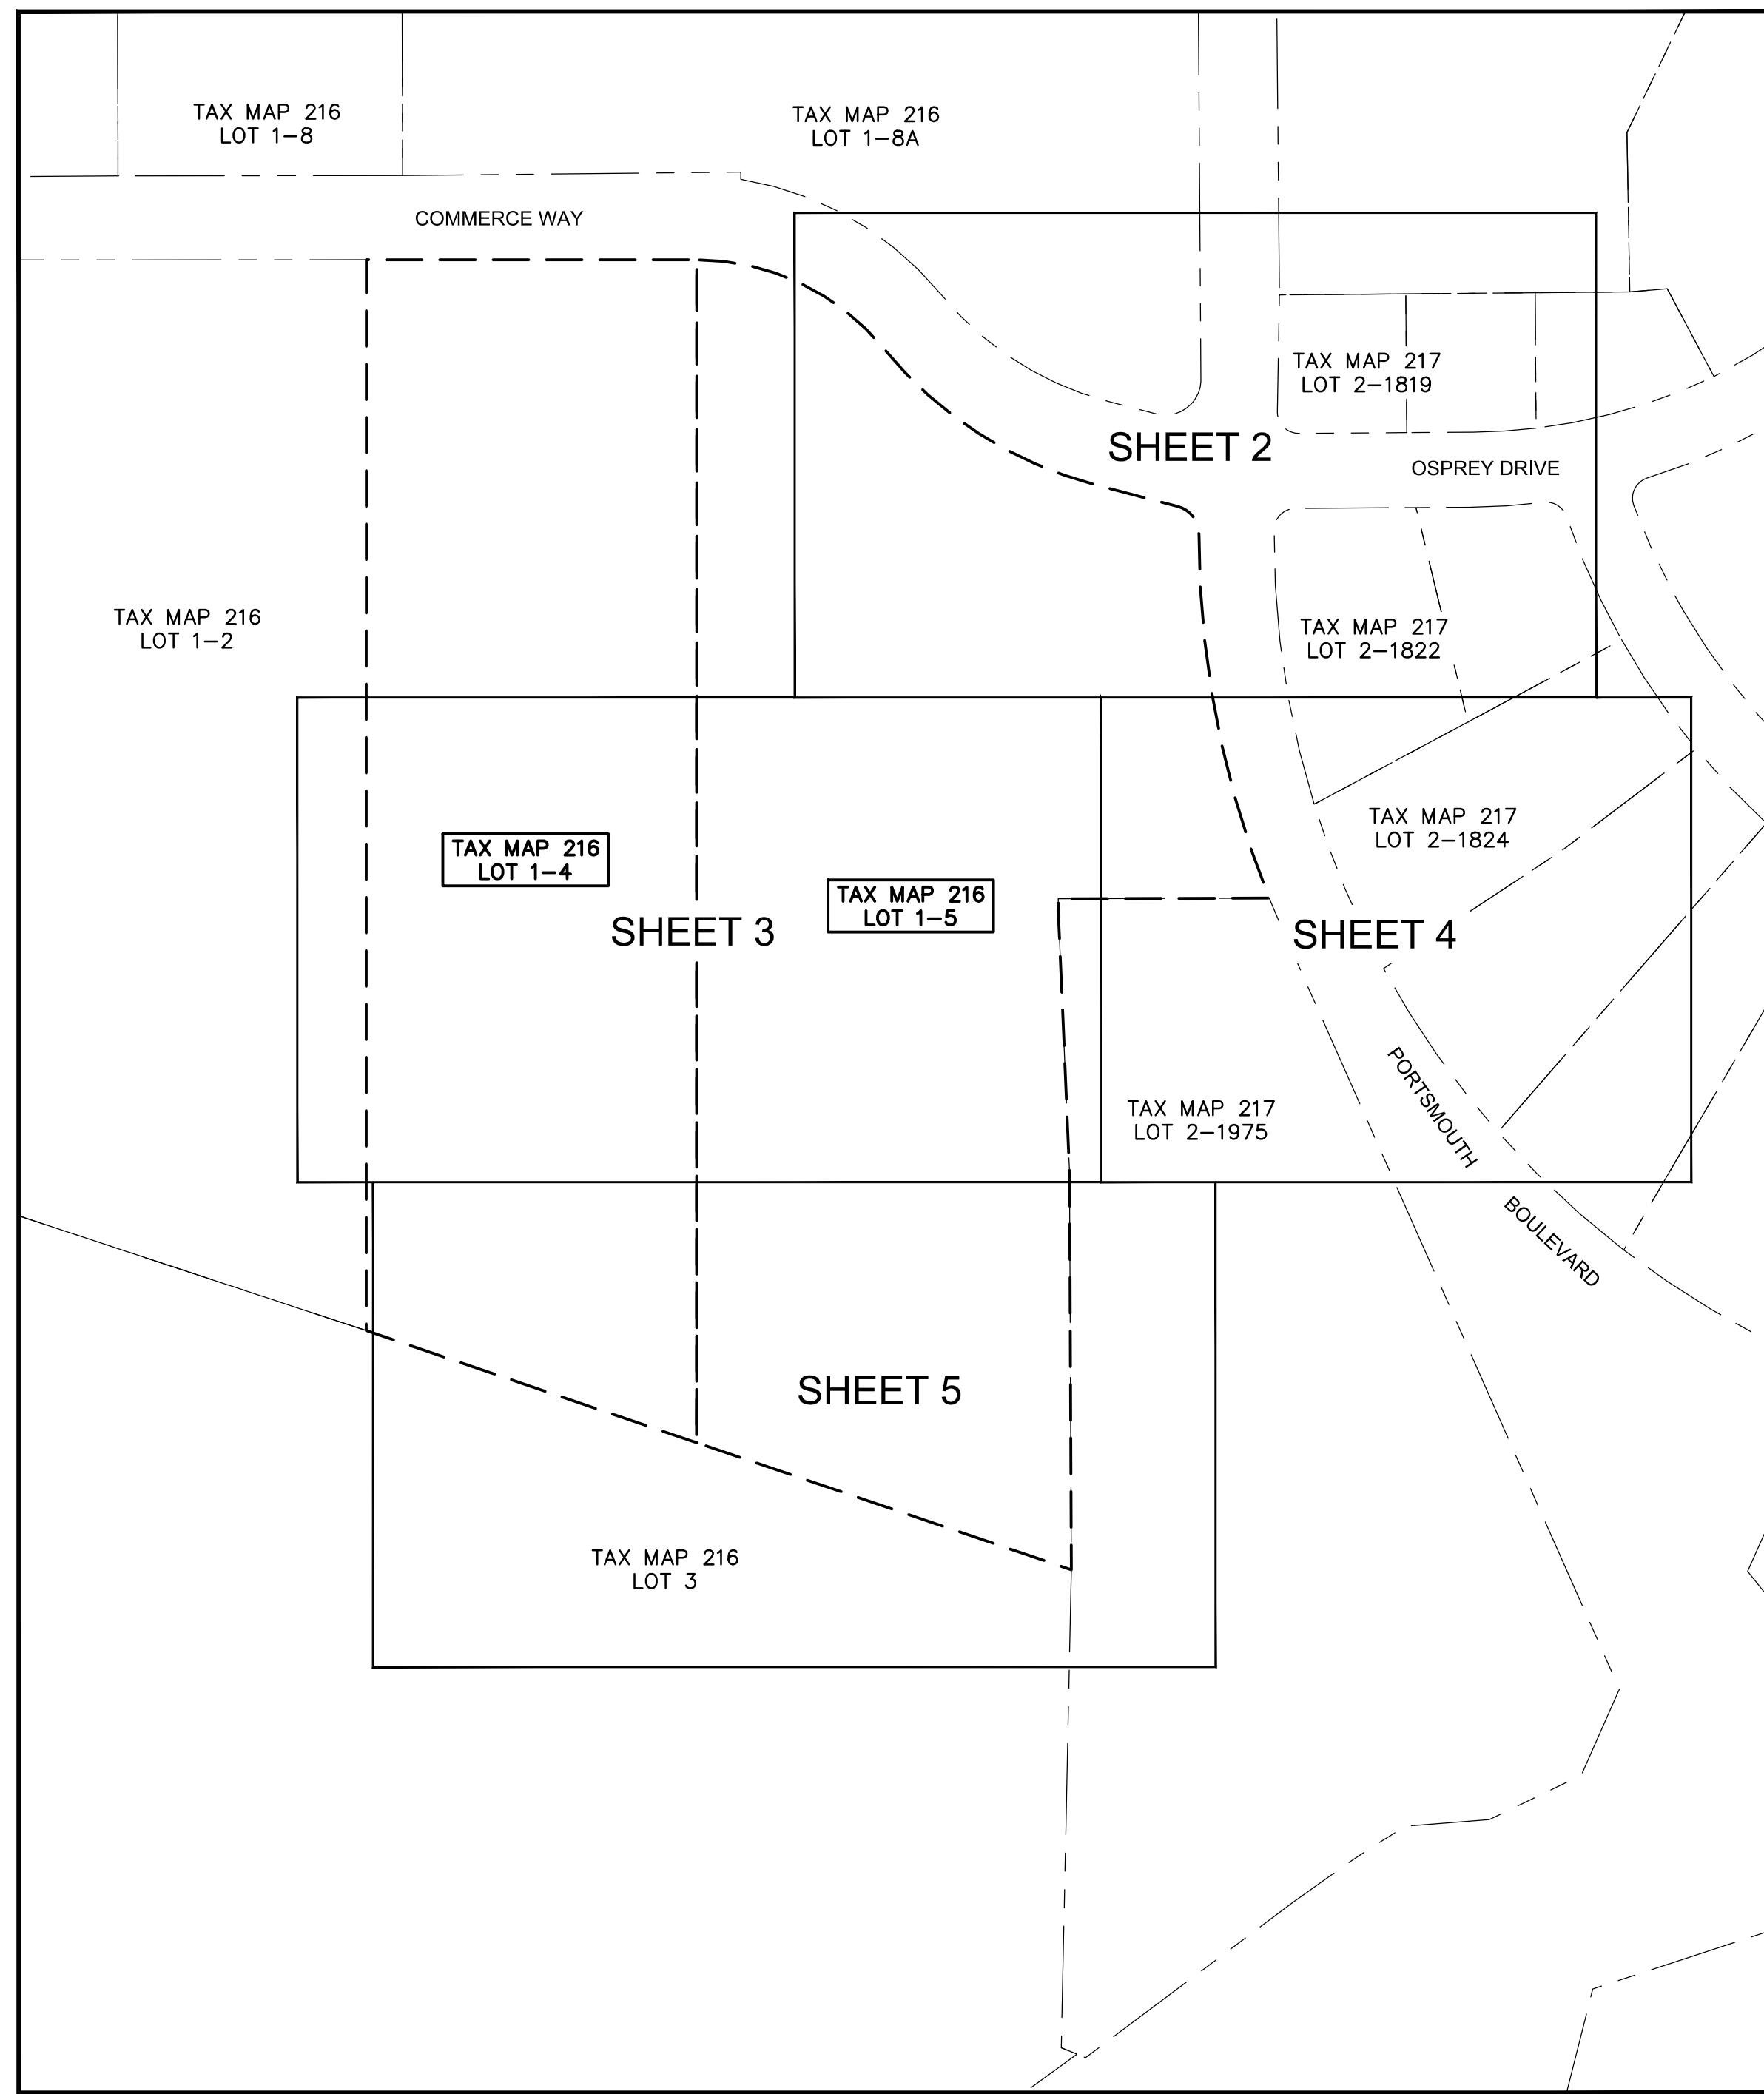 TAX MAP 216
LOT 1-8
TAX MAP 216
LOT 1-8A
COMMERCE WAY
TAX MAP 217
LOT 2-1819
SHEET 2
OSPREY DRIVE
TAX MAP 216
LOT 1-2
TAX MAP 217
LOT 2-1822
TAX MAP 216
LOT 1-4
TAX MAP 216
LOT 1-5
TAX MAP 217
LOT 2-1824
SHEET 3
SHEET 4
TAX MAP 217
LOT 2-1975
PORTSMOUTH
BOULEVARD
SHEET 5
TAX MAP 216
LOT 3